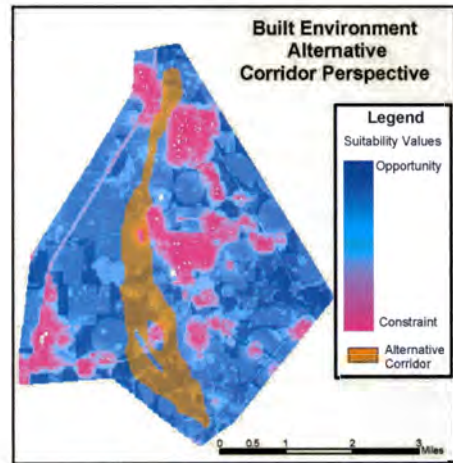 Built Environment
Alternative
Corridor Perspective
Legend
Suitability Values
Opportunity
Constraint
Alternative
Corridor
0 0.5 1 2 3
Miles